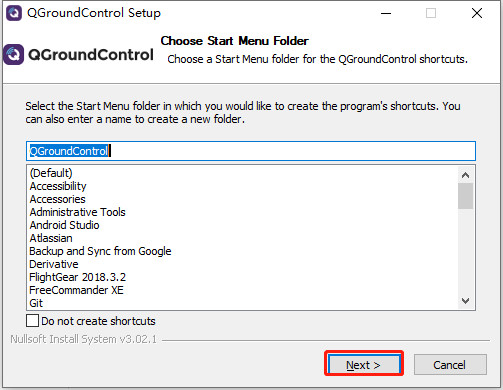 QGroundControl Setup
Choose Start Menu Folder
QGroundControl
Choose a Start Menu folder for the QGroundControl shortcuts.
Select the Start Menu folder in which you would like to create the program's shortcuts. You
can also enter a name to create a new folder.
QGroundControl
(Default)
Accessibility
Accessories
Administrative Tools
Android Studio
Atlassian
Backup and Sync from Google
Derivative
FlightGear 2018.3.2
FreeCommander XE
Git
Do not create shortcuts
Nullsoft Install System v3.02.1
Next >
Cancel